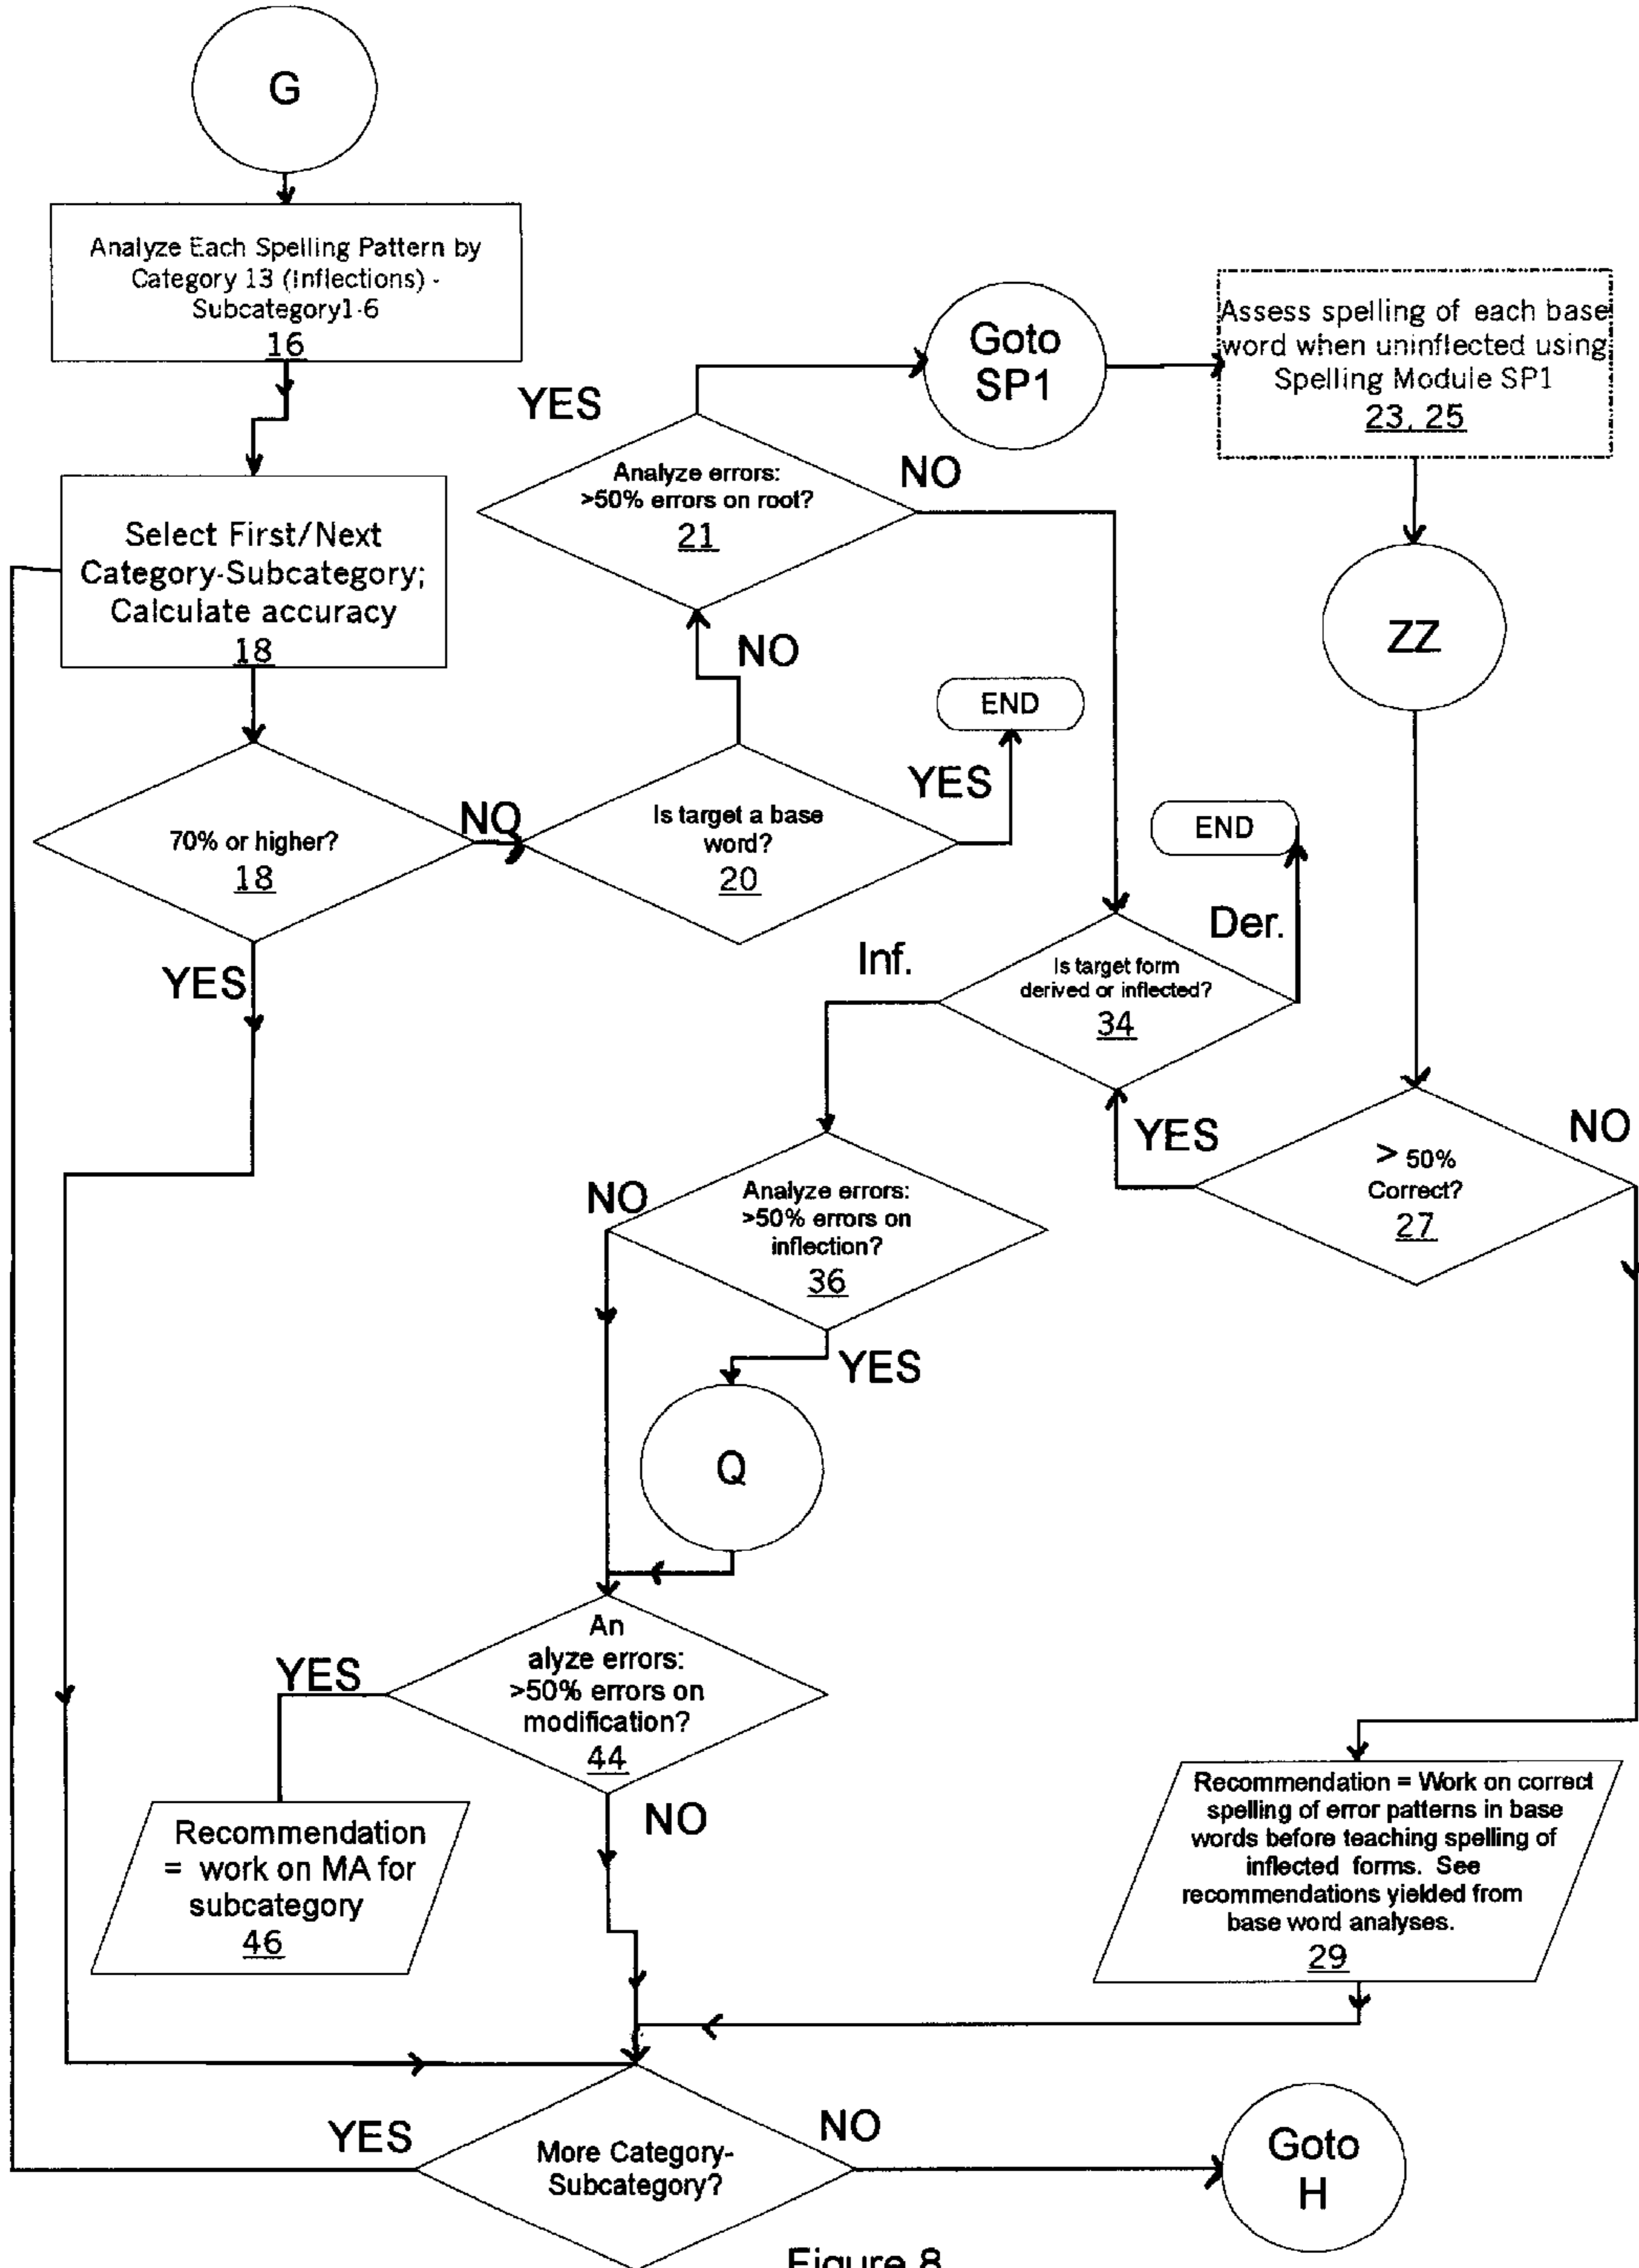 G
Analyze Each Spelling Pattern by
Category 13 (Inflections) -
Subcategory1-6
16
Select First/Next
Category-Subcategory;
Calculate accuracy
18
70% or higher?
18
NO
YES
Is target a base
word?
20
YES
END
NO
Analyze errors:
>50% errors on root?
21
YES
NO
Goto
SP1
Assess spelling of each base
word when uninflected using
Spelling Module SP1
23, 25
ZZ
> 50%
Correct?
27
YES
NO
Is target form
derived or inflected?
34
Der.
END
Inf.
Analyze errors:
>50% errors on
inflection?
36
NO
YES
Q
An
alyze errors:
>50% errors on
modification?
44
YES
NO
Recommendation
= work on MA for
subcategory
46
Recommendation = Work on correct
spelling of error patterns in base
words before teaching spelling of
inflected forms. See
recommendations yielded from
base word analyses.
29
More Category-
Subcategory?
YES
NO
Goto
H
Figure 8